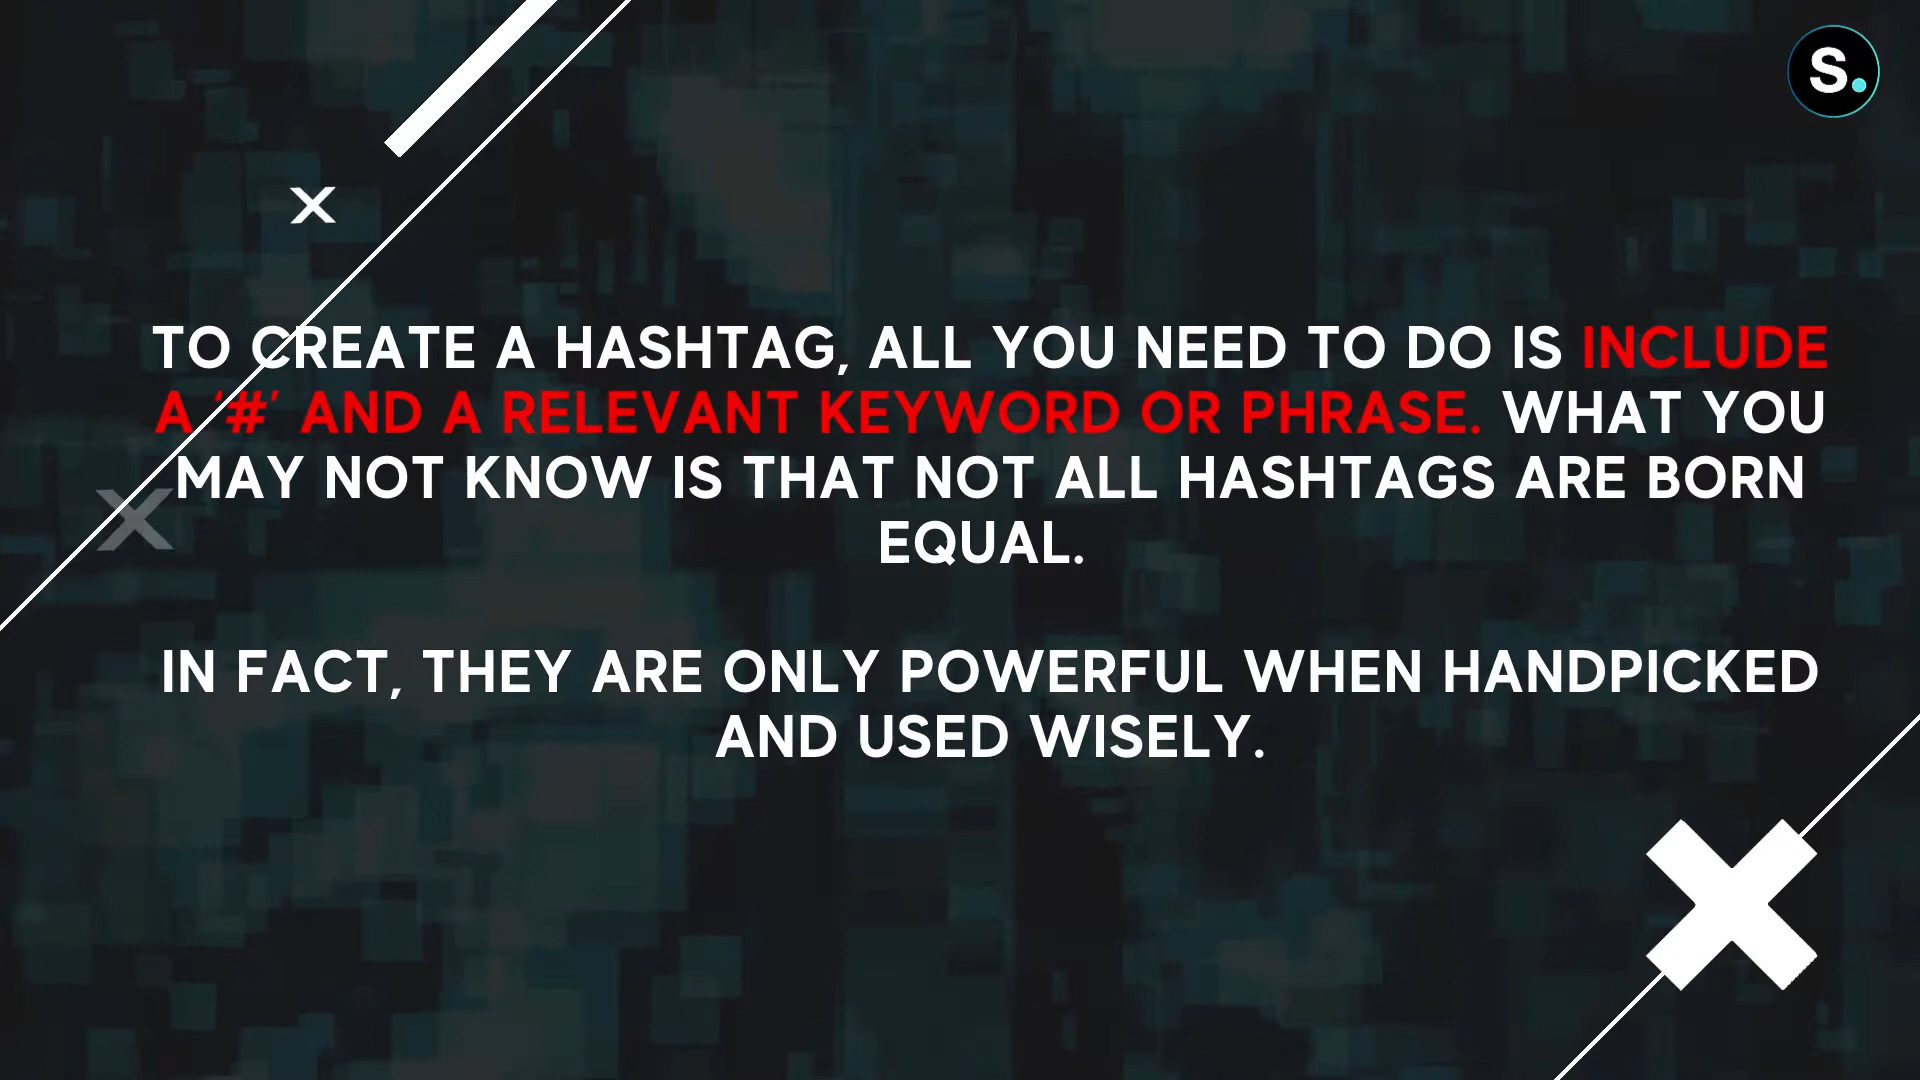 S.
TO CREATE A HASHTAG, ALL YOU NEED TO DO IS INCLUDE
A ‘#’ AND A RELEVANT KEYWORD OR PHRASE. WHAT YOU
MAY NOT KNOW IS THAT NOT ALL HASHTAGS ARE BORN
EQUAL.
IN FACT, THEY ARE ONLY POWERFUL WHEN HANDPICKED
AND USED WISELY.